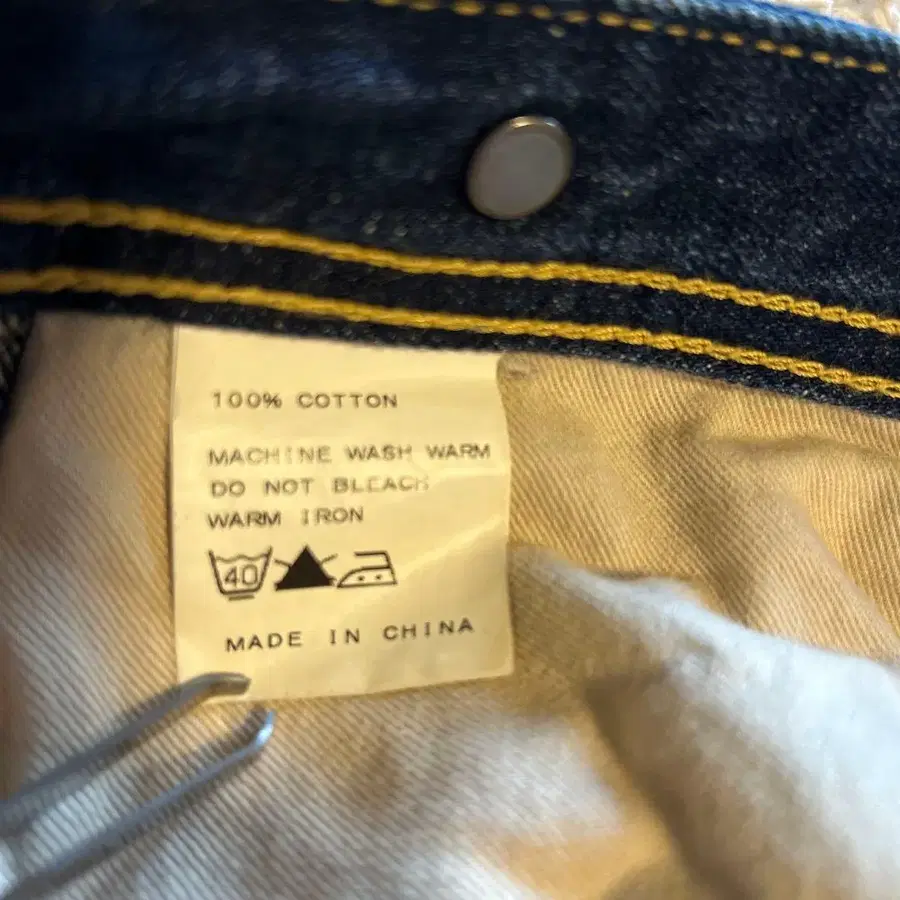 100% COTTON
MACHINE WASH WARM
DO NOT BLEACH
WARM IRON
40
MADE IN CHINA